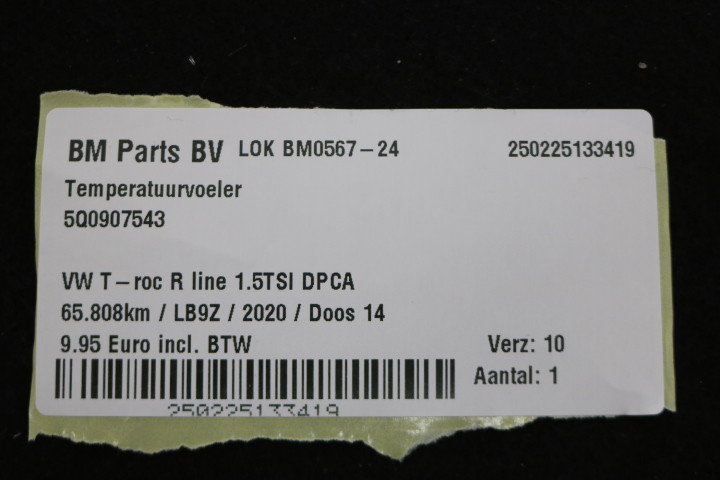 BM Parts BV LOK BM0567-24 250225133419
Temperatuurvoeler
5Q0907543
VW T-roc R line 1.5TSI DPCA
65.808km / LB9Z / 2020 / Doos 14
9.95 Euro incl. BTW Verz: 10
Aantal: 1
250225133419